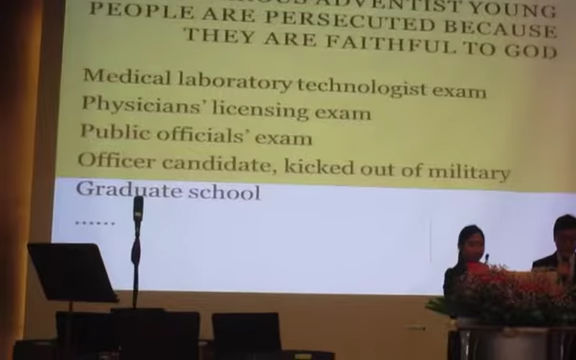 ADVENTIST YOUNG
PEOPLE ARE PERSECUTED BECAUSE
THEY ARE FAITHFUL TO GOD
Medical laboratory technologist exam
Physicians' licensing exam
Public officials' exam
Officer candidate, kicked out of military
Graduate school
......